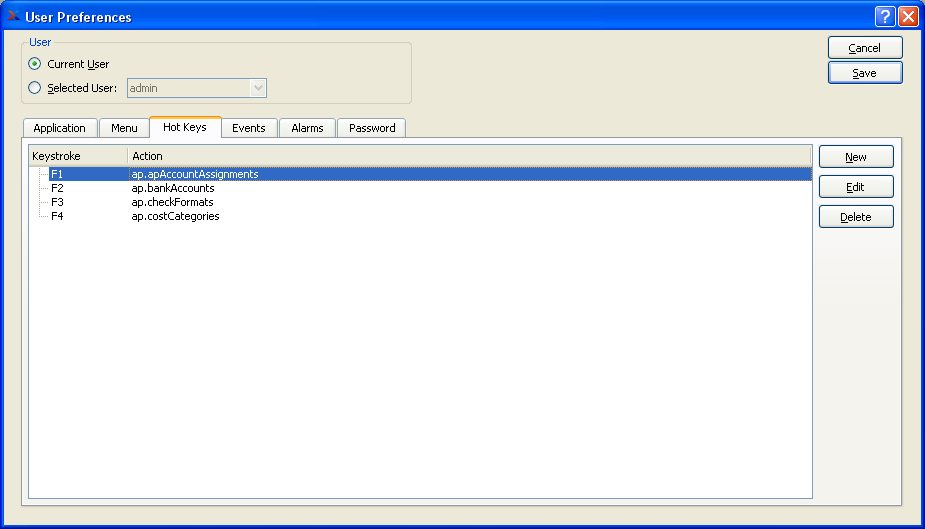 User Preferences
User
Current User
Selected User: admin
Cancel
Save
Application Menu Hot Keys Events Alarms Password
Keystroke Action
F1 ap.apAccountAssignments
F2 ap.bankAccounts
F3 ap.checkFormats
F4 ap.costCategories
New
Edit
Delete